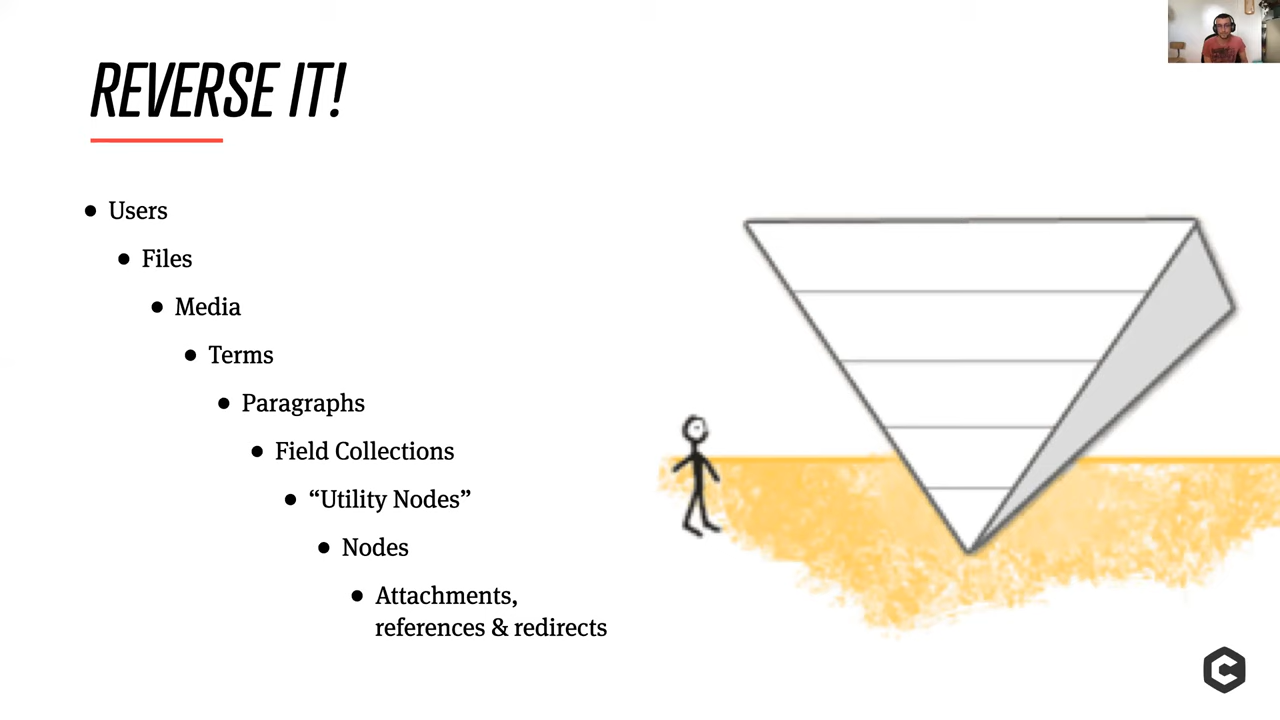 REVERSE IT!
● Users
● Files
● Media
● Terms
● Paragraphs
● Field Collections
● “Utility Nodes”
● Nodes
● Attachments,
references & redirects